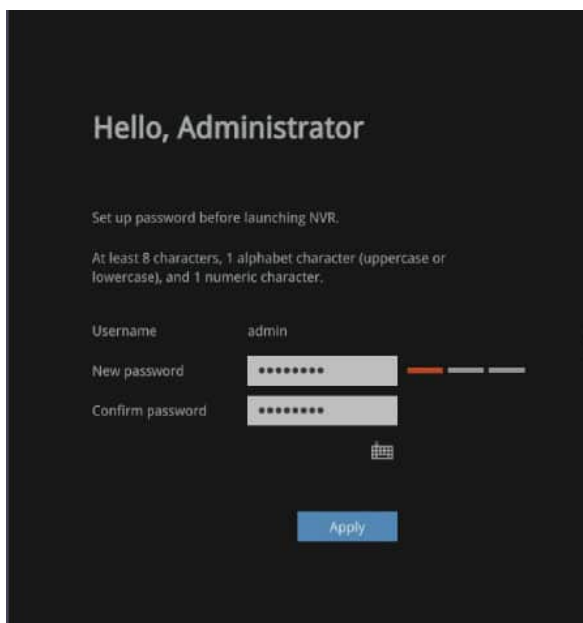 Hello, Administrator
Set up password before launching NVR.
At least 8 characters, 1 alphabet character (uppercase or
lowercase), and 1 numeric character.
Username admin
New password ••••••••
Confirm password ••••••••
Apply